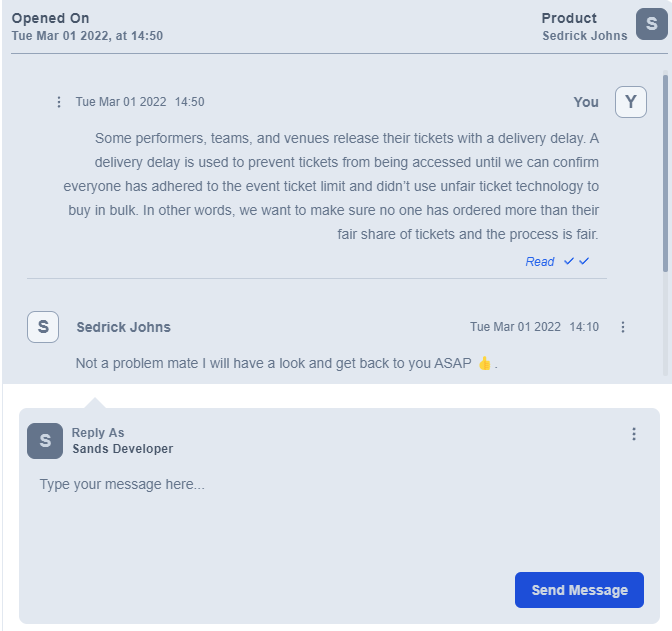 Opened On
Tue Mar 01 2022, at 14:50
Product
Sedrick Johns
S
Tue Mar 01 2022 14:50
You
Y
Some performers, teams, and venues release their tickets with a delivery delay. A
delivery delay is used to prevent tickets from being accessed until we can confirm
everyone has adhered to the event ticket limit and didn't use unfair ticket technology to
buy in bulk. In other words, we want to make sure no one has ordered more than their
fair share of tickets and the process is fair.
Read
S
Sedrick Johns
Tue Mar 01 2022 14:10
Not a problem mate I will have a look and get back to you ASAP 👍 .
S
Reply As
Sands Developer
Type your message here...
Send Message